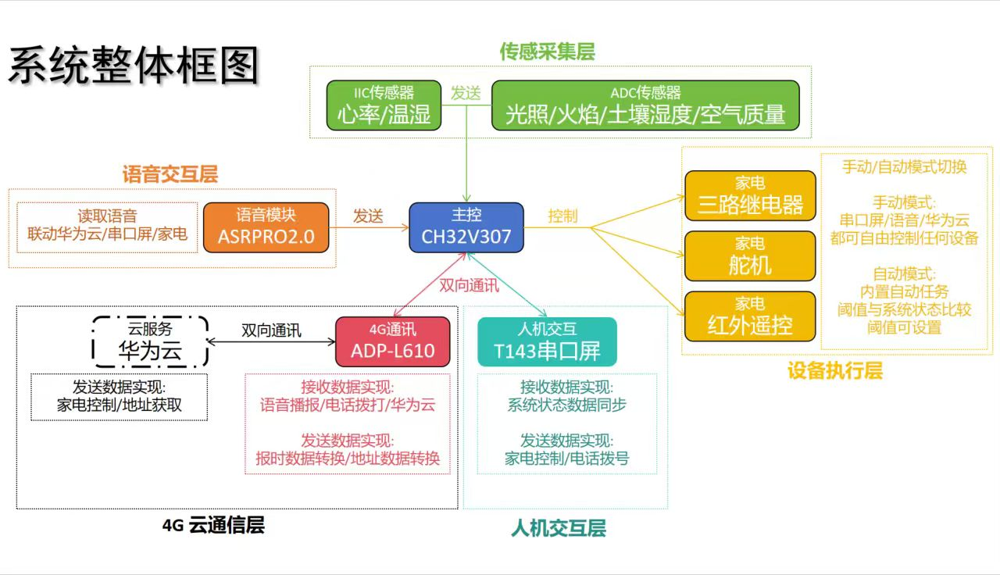 系统整体框图
传感采集层
IIC传感器
心率/温湿
发送
ADC传感器
光照/火焰/土壤湿度/空气质量
语音交互层
读取语音
联动华为云/串口屏/家电
语音模块
ASRPRO2.0
发送
主控
CH32V307
控制
家电
三路继电器
家电
舵机
家电
红外遥控
手动/自动模式切换
手动模式:
串口屏/语音/华为云
都可自由控制任何设备
自动模式:
内置自动任务
阈值与系统状态比较
阈值可设置
设备执行层
双向通讯
云服务
华为云
双向通讯
4G通讯
ADP-L610
发送数据实现:
家电控制/地址获取
接收数据实现:
语音播报/电话拨打/华为云
发送数据实现:
报时数据转换/地址数据转换
4G 云通信层
人机交互
T143串口屏
接收数据实现:
系统状态数据同步
发送数据实现:
家电控制/电话拨号
人机交互层